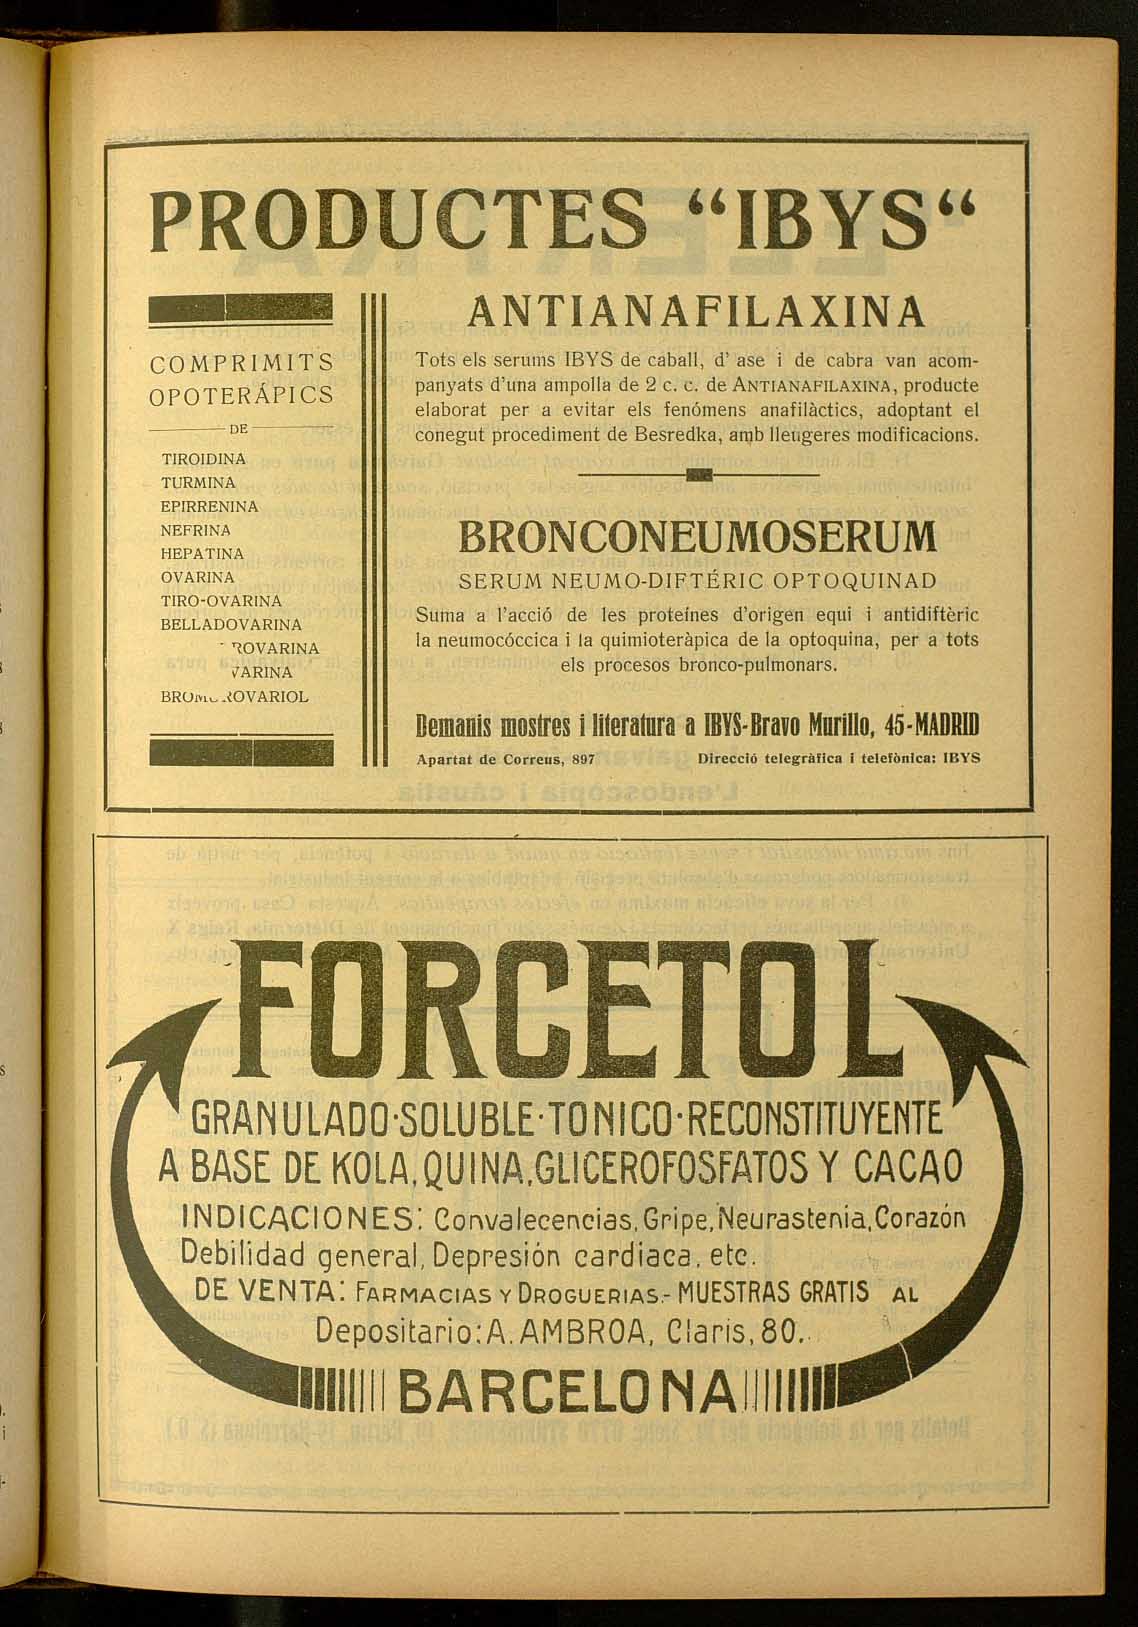 PRODUCTES “IBYS“
COMPRIMITS
OPOTERÁPICS
DE
TIROIDINA
TURMINA
EPIRRENINA
NEFRINA
HEPATINA
OVARINA
TIRO-OVARINA
BELLADOVARINA
ROVARINA
VARINA
ROVARIOL
ANTIANAFILAXINA
Tots els serums IBYS de caball, d' ase i de cabra van acom-
panyats d'una ampolla de 2 c. c. de ANTIANAFILAXINA, producte
elaborat per a evitar els fenómens anafilàctics, adoptant el
conegut procediment de Besredka, amb lleugeres modificacions.
BRONCONEUMOSERUM
SERUM NEUMO-DIFTÉRIC OPTOQUINAD
Suma a l'acció de les proteínes d'origen equi i antidiftèric
la neumocóccica i la quimioteràpica de la optoquina, per a tots
els procesos bronco-pulmonars.
Demanis mostres i literatura a IBYS-Bravo Murillo, 45-MADRID
Apartat de Correus, 897 Direcció telegràfica i telefònica: IBYS
FORCETOL
GRANULADO·SOLUBLE·TONICO·RECONSTITUYENTE
A BASE DE KOLA, QUINA, GLICEROFOSFATOS Y CACAO
INDICACIONES: Convalecencias, Gripe, Neurastenia, Corazón
Debilidad general, Depresión cardiaca, etc.
DE VENTA: FARMACIAS Y DROGUERIAS.- MUESTRAS GRATIS AL
Depositario: A. AMBROA, Claris, 80.
BARCELONA